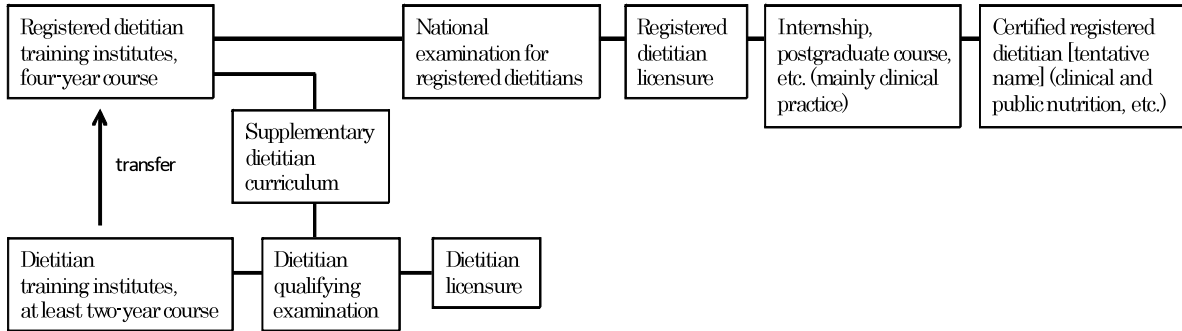 Registered dietitian
training institutes,
four-year course
National
examination for
registered dietitians
Registered
dietitian
licensure
Internship,
postgraduate course,
etc. (mainly clinical
practice)
Certified registered
dietitian [tentative
name] (clinical and
public nutrition, etc.)
Supplementary
dietitian
curriculum
transfer
Dietitian
training institutes,
at least two-year course
Dietitian
qualifying
examination
Dietitian
licensure